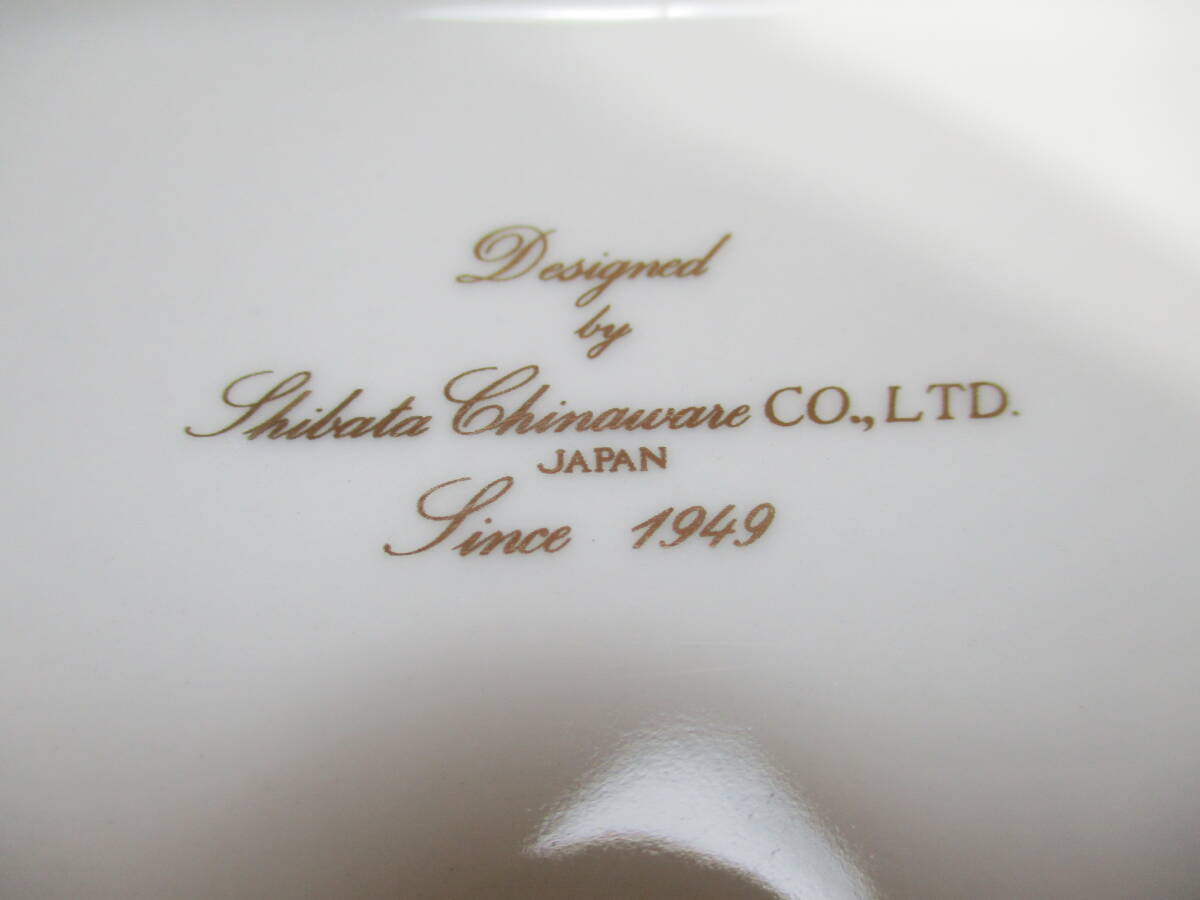 Designed
by
Shibata Chinaware CO., LTD.
JAPAN
Since 1949